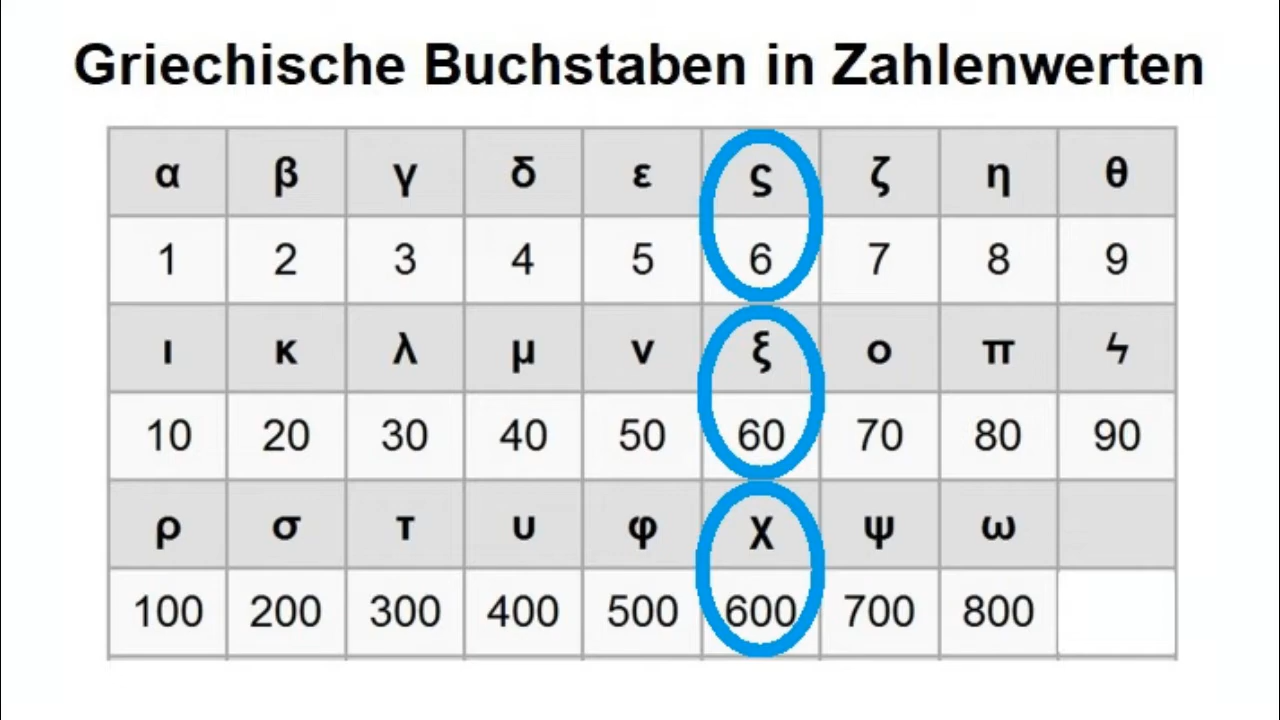 Griechische Buchstaben in Zahlenwerten
α β γ δ ε ς ζ η θ
1 2 3 4 5 6 7 8 9
ι κ λ μ ν ξ ο π ϟ
10 20 30 40 50 60 70 80 90
ρ σ τ υ φ χ ψ ω
100 200 300 400 500 600 700 800